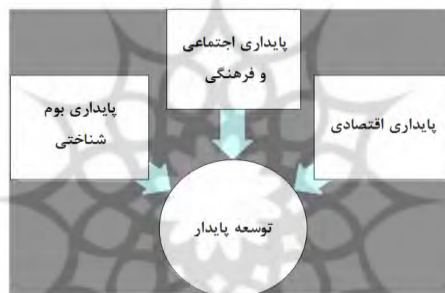 پایداری اجتماعی
و فرهنگی
پایداری اقتصادی
پایداری بوم
شناختی
توسعه پایدار